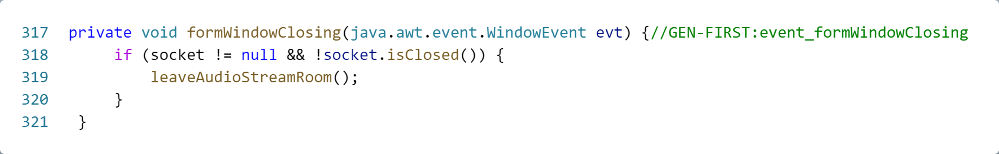 317 private void formWindowClosing(java.awt.event.WindowEvent evt) {//GEN-FIRST:event_formWindowClosing
318 if (socket != null && !socket.isClosed()) {
319 leaveAudioStreamRoom();
320 }
321 }